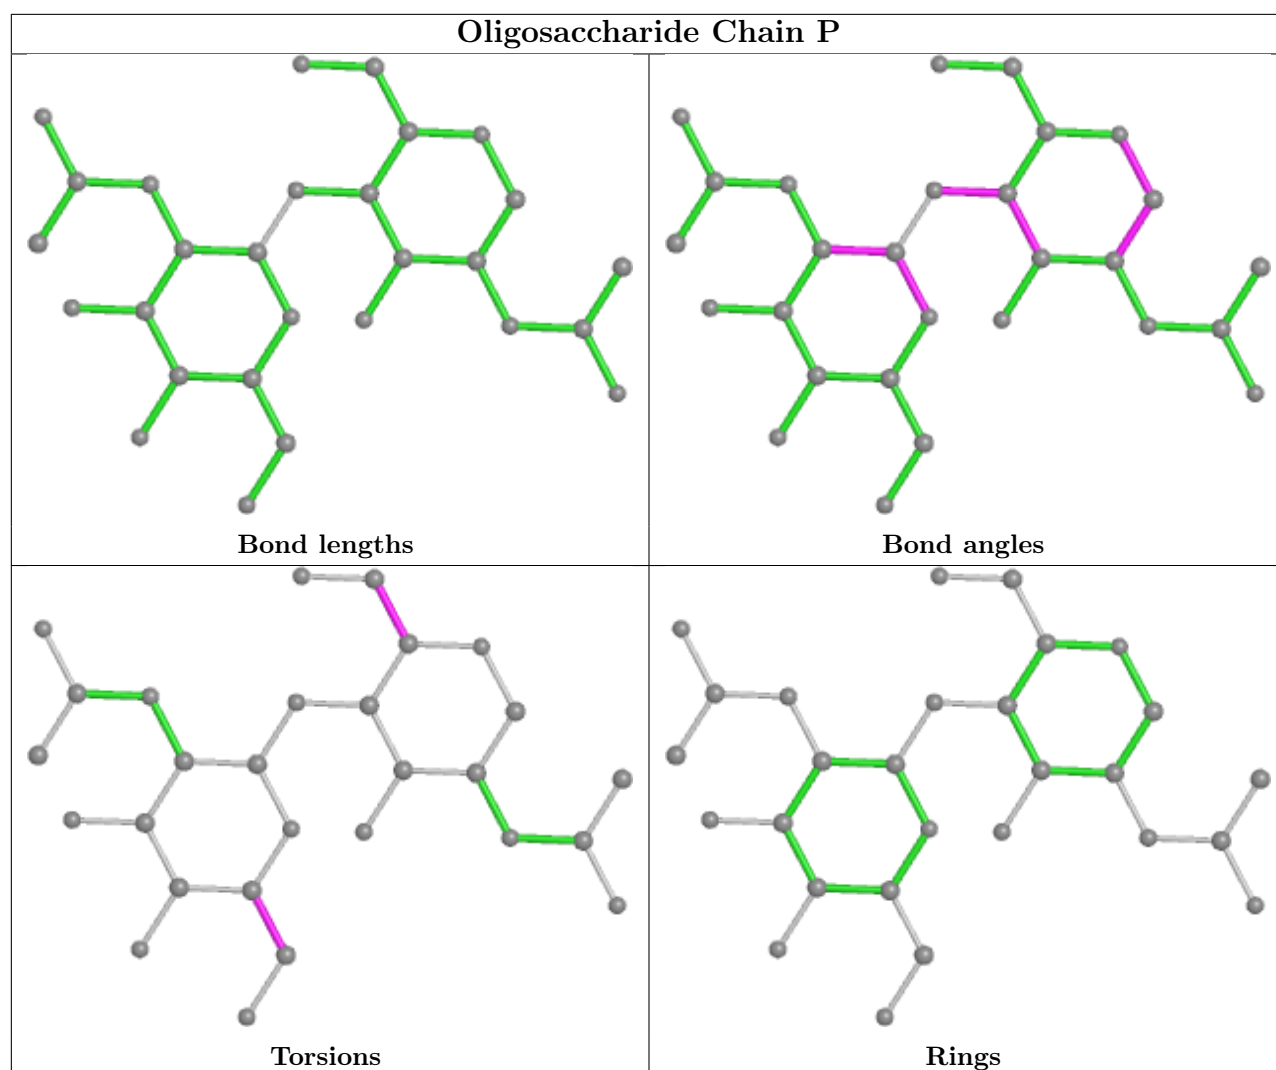 Oligosaccharide Chain P
Bond lengths
Bond angles
Torsions
Rings